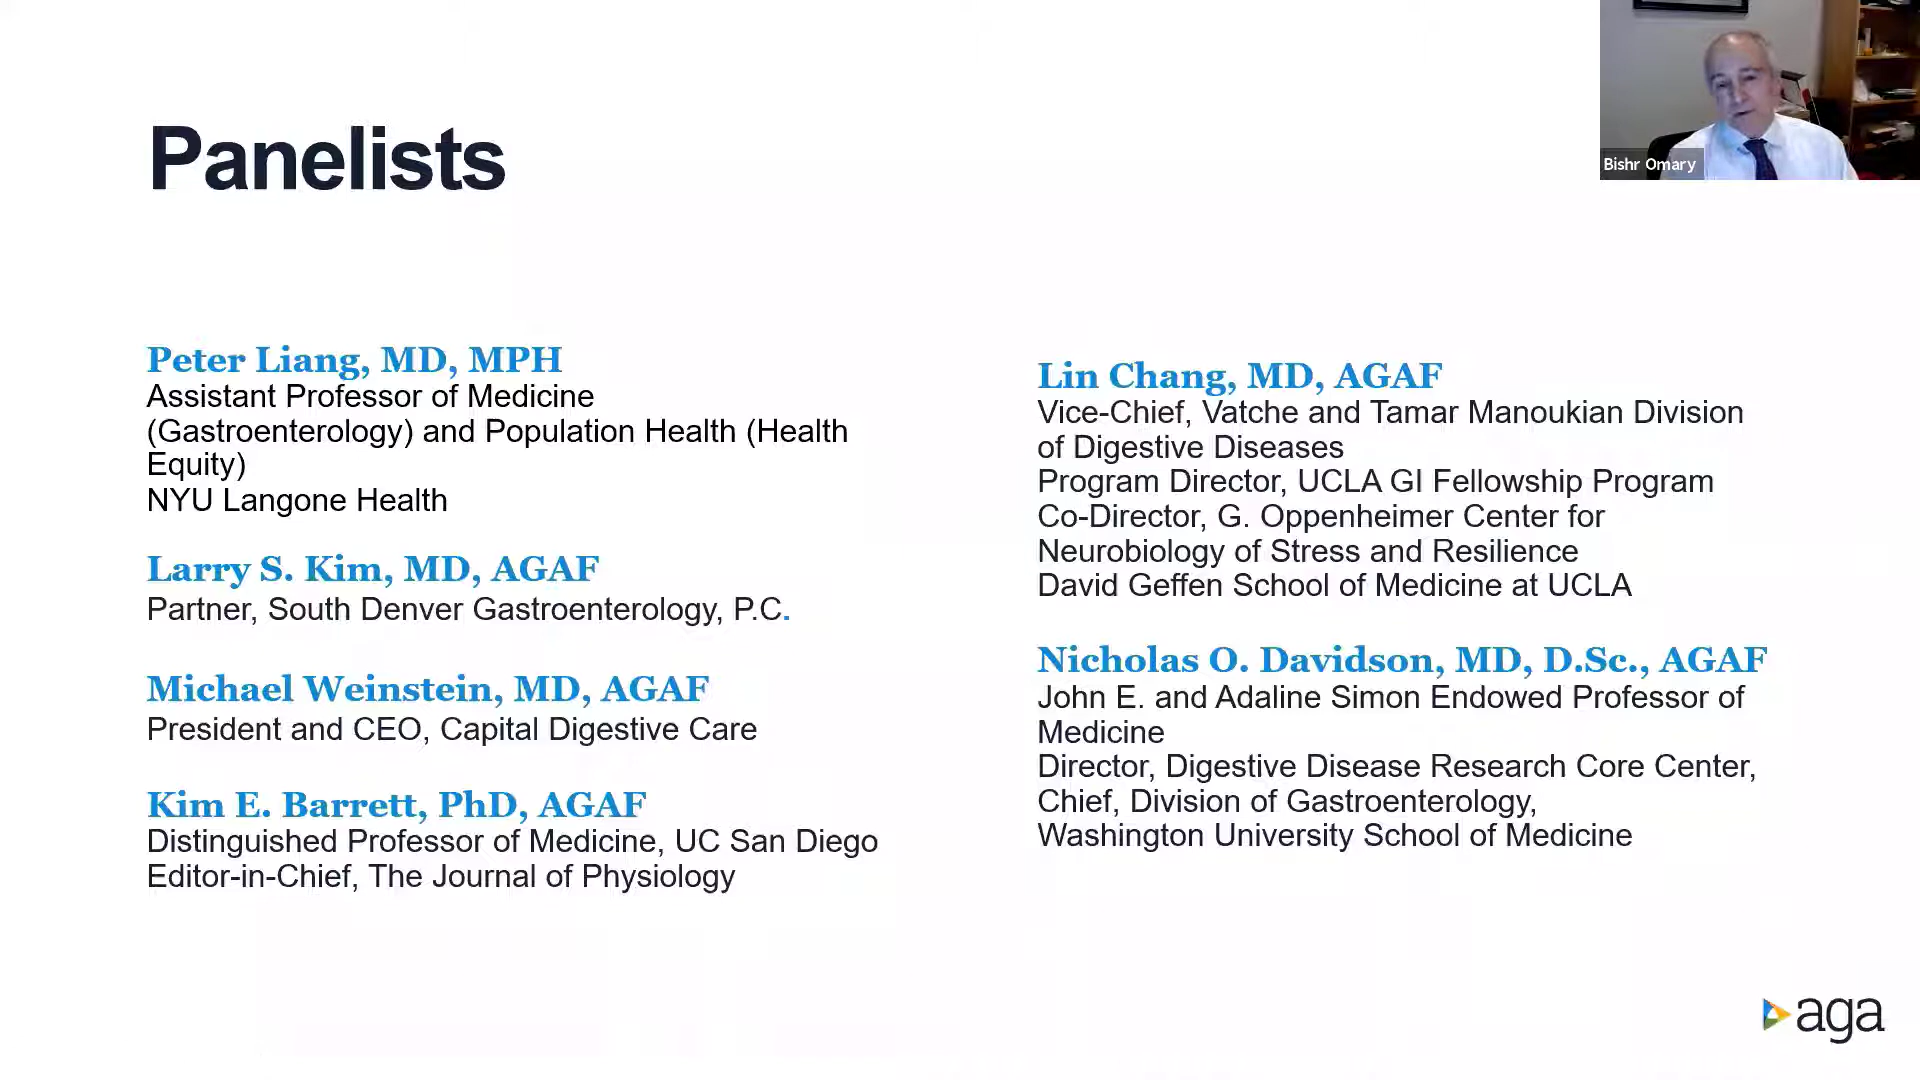 Panelists
Bishr Omary
Peter Liang, MD, MPH
Assistant Professor of Medicine
(Gastroenterology) and Population Health (Health
Equity)
NYU Langone Health
Larry S. Kim, MD, AGAF
Partner, South Denver Gastroenterology, P.C.
Michael Weinstein, MD, AGAF
President and CEO, Capital Digestive Care
Kim E. Barrett, PhD, AGAF
Distinguished Professor of Medicine, UC San Diego
Editor-in-Chief, The Journal of Physiology
Lin Chang, MD, AGAF
Vice-Chief, Vatche and Tamar Manoukian Division
of Digestive Diseases
Program Director, UCLA GI Fellowship Program
Co-Director, G. Oppenheimer Center for
Neurobiology of Stress and Resilience
David Geffen School of Medicine at UCLA
Nicholas O. Davidson, MD, D.Sc., AGAF
John E. and Adaline Simon Endowed Professor of
Medicine
Director, Digestive Disease Research Core Center,
Chief, Division of Gastroenterology,
Washington University School of Medicine
aga